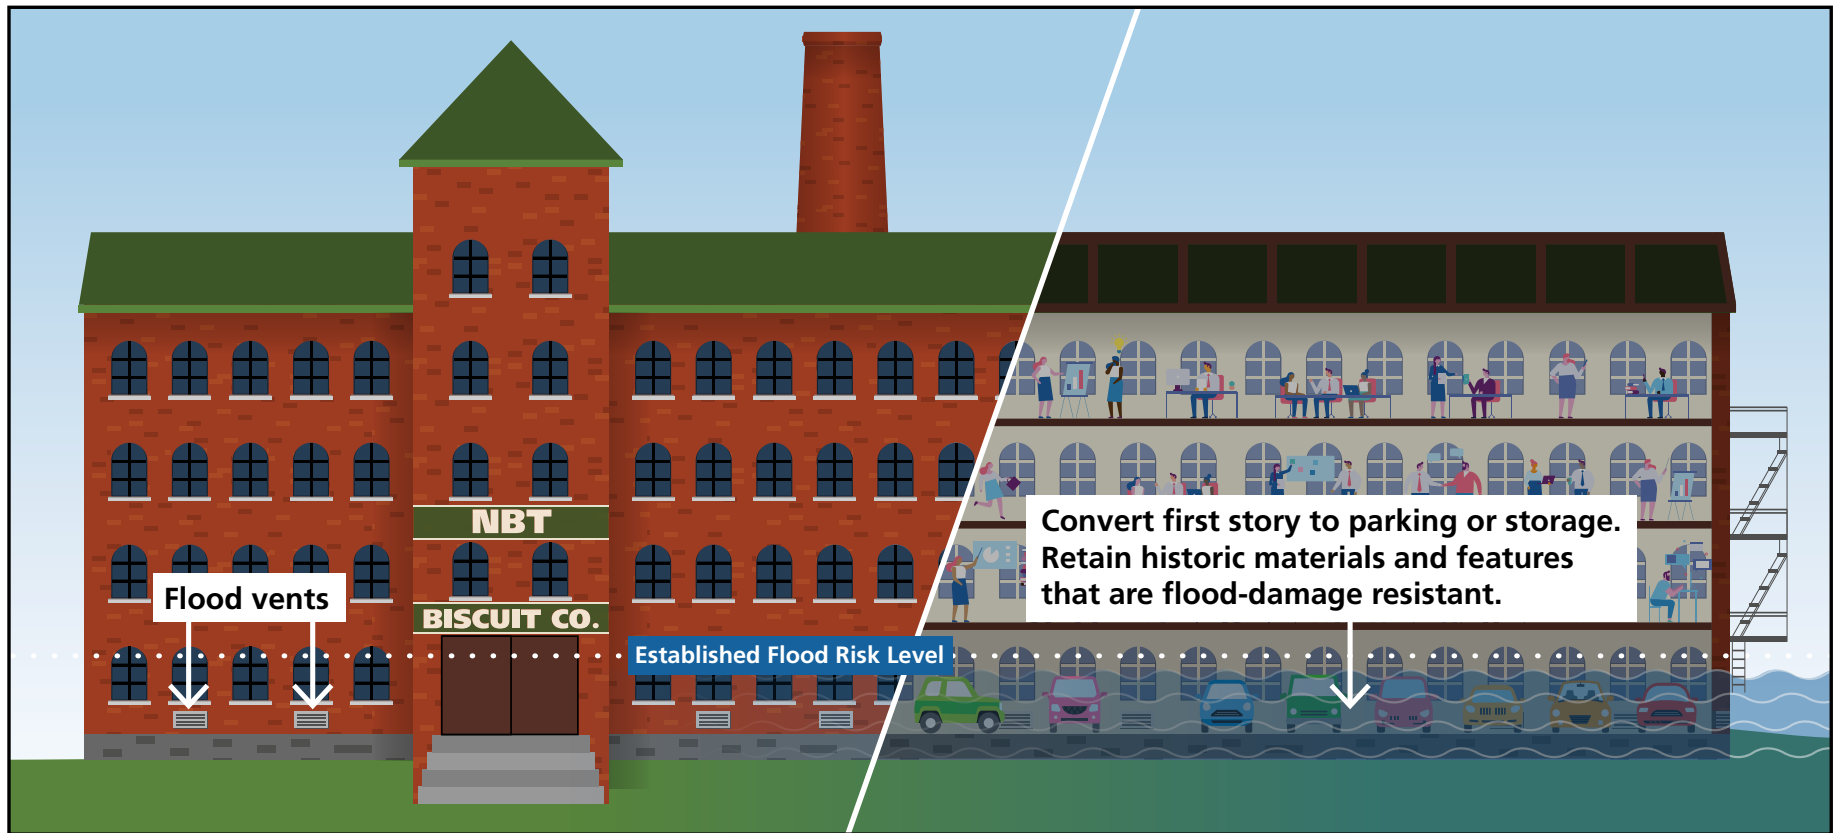 NBT
BISCUIT CO.
Flood vents
Established Flood Risk Level
Convert first story to parking or storage.
Retain historic materials and features
that are flood-damage resistant.